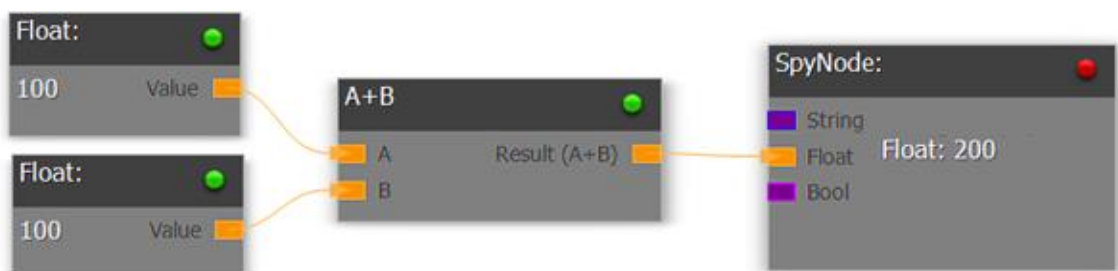 Float:
100 Value
Float:
100 Value
A+B
A Result (A+B)
B
SpyNode:
String
Float Float: 200
Bool